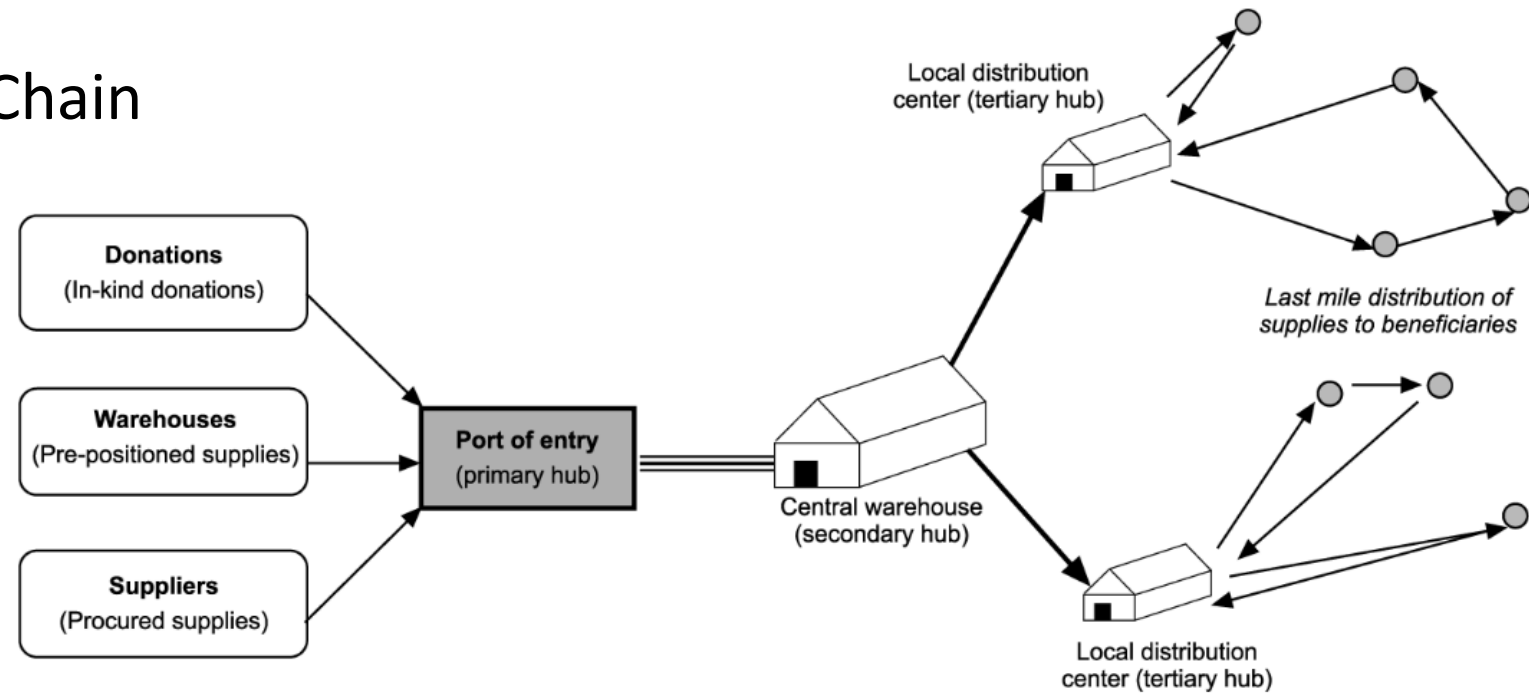 Chain
Donations
(In-kind donations)
Warehouses
(Pre-positioned supplies)
Suppliers
(Procured supplies)
Port of entry
(primary hub)
Central warehouse
(secondary hub)
Local distribution
center (tertiary hub)
Last mile distribution of
supplies to beneficiaries
Local distribution
center (tertiary hub)